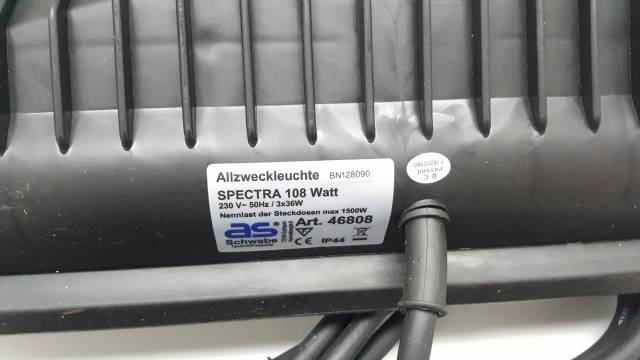 Allzweckleuchte BN128090
SPECTRA 108 Watt
230 V~ 50Hz / 3x36W
Nennlast der Steckdosen max 1500W
as Art. 46808
Schwabe
CE IP44
Q C
Passed